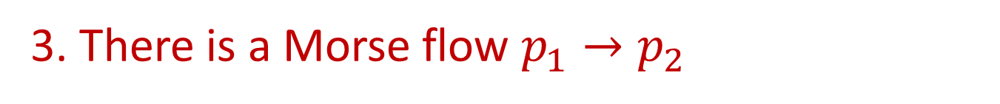 3. There is a Morse flow 𝑝₁ → 𝑝₂